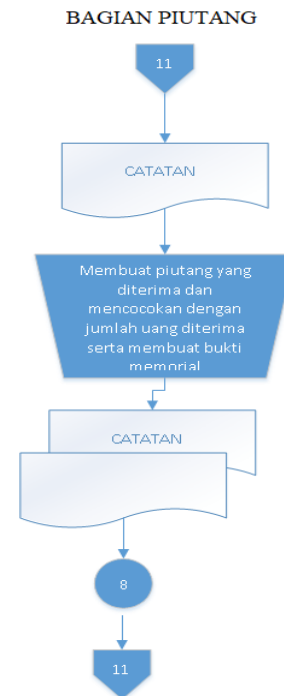 BAGIAN PIUTANG
11
CATATAN
Membuat piutang yang
diterima dan
mencocokan dengan
jumlah uang diterima
serta membuat bukti
memorial
CATATAN
8
11